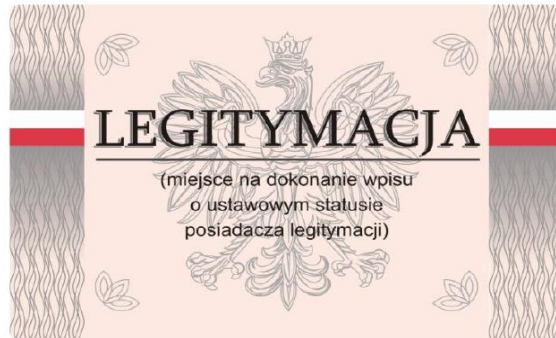 LEGITYMACJA
(miejsce na dokonanie wpisu
o ustawowym statusie
posiadacza legitymacji)